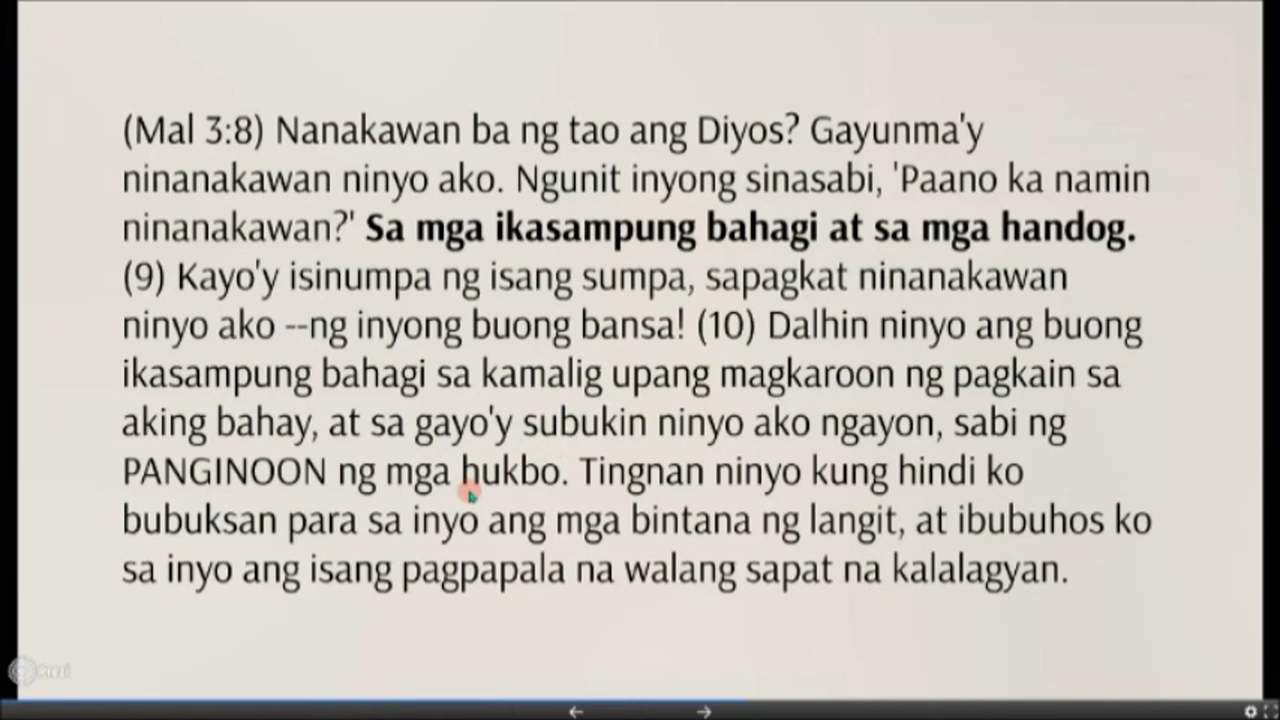 (Mal 3:8) Nanakawan ba ng tao ang Diyos? Gayunma'y
ninanakawan ninyo ako. Ngunit inyong sinasabi, 'Paano ka namin
ninanakawan?' Sa mga ikasampung bahagi at sa mga handog.
(9) Kayo'y isinumpa ng isang sumpa, sapagkat ninanakawan
ninyo ako --ng inyong buong bansa! (10) Dalhin ninyo ang buong
ikasampung bahagi sa kamalig upang magkaroon ng pagkain sa
aking bahay, at sa gayo'y subukin ninyo ako ngayon, sabi ng
PANGINOON ng mga hukbo. Tingnan ninyo kung hindi ko
bubuksan para sa inyo ang mga bintana ng langit, at ibubuhos ko
sa inyo ang isang pagpapala na walang sapat na kalalagyan.
Prezi